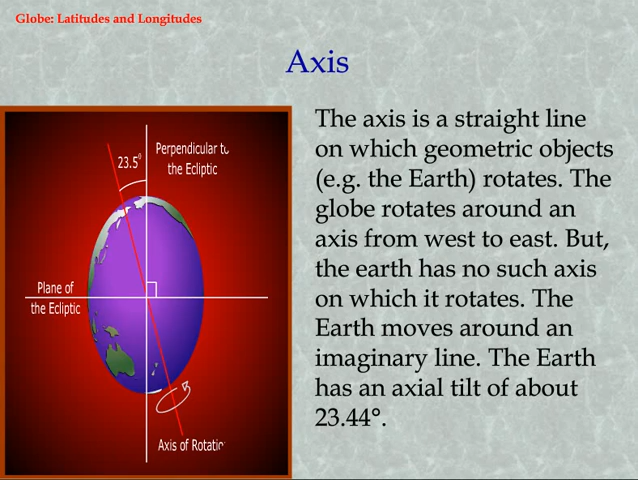 Globe: Latitudes and Longitudes
Axis
23.5°
Perpendicular to
the Ecliptic
Plane of
the Ecliptic
Axis of
The axis is a straight line
on which geometric objects
(e.g. the Earth) rotates. The
globe rotates around an
axis from west to east. But,
the earth has no such axis
on which it rotates. The
Earth moves around an
imaginary line. The Earth
has an axial tilt of about
23.44°.